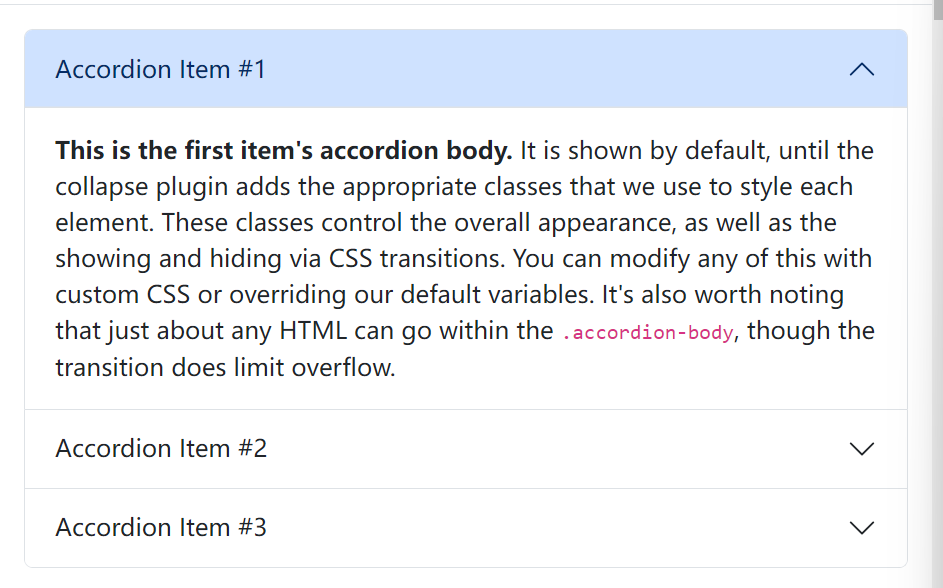 Accordion Item #1
This is the first item's accordion body. It is shown by default, until the
collapse plugin adds the appropriate classes that we use to style each
element. These classes control the overall appearance, as well as the
showing and hiding via CSS transitions. You can modify any of this with
custom CSS or overriding our default variables. It's also worth noting
that just about any HTML can go within the .accordion-body, though the
transition does limit overflow.
Accordion Item #2
Accordion Item #3